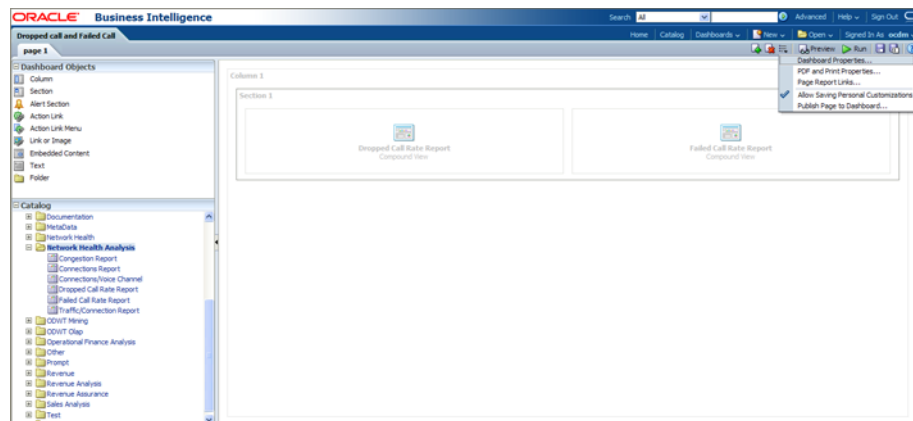 ORACLE Business Intelligence
Search All Advanced Help Sign Out
Dropped call and Failed Call
Home Catalog Dashboards New Open Signed In As ocdm
page 1
Preview Run
Dashboard Properties...
PDF and Print Properties...
Page Report Links...
Allow Saving Personal Customizations
Publish Page to Dashboard...
Dashboard Objects
Column
Section
Alert Section
Action Link
Action Link Menu
Link or Image
Embedded Content
Text
Folder
Catalog
Documentation
MetaData
Network Health
Network Health Analysis
Congestion Report
Connections Report
Connections/Voice Channel
Dropped Call Rate Report
Failed Call Rate Report
Traffic/Connection Report
ODWT Mining
ODWT Olap
Operational Finance Analysis
Other
Prompt
Revenue
Revenue Analysis
Revenue Assurance
Sales Analysis
Test
Column 1
Section 1
Dropped Call Rate Report
Compound View
Failed Call Rate Report
Compound View